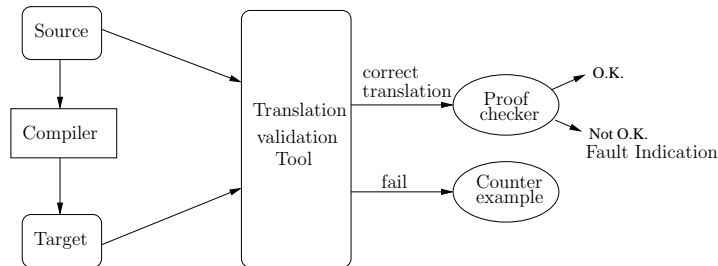 Source
Compiler
Target
Translation
validation
Tool
correct
translation
fail
Proof
checker
Counter
example
O.K.
Not O.K.
Fault Indication